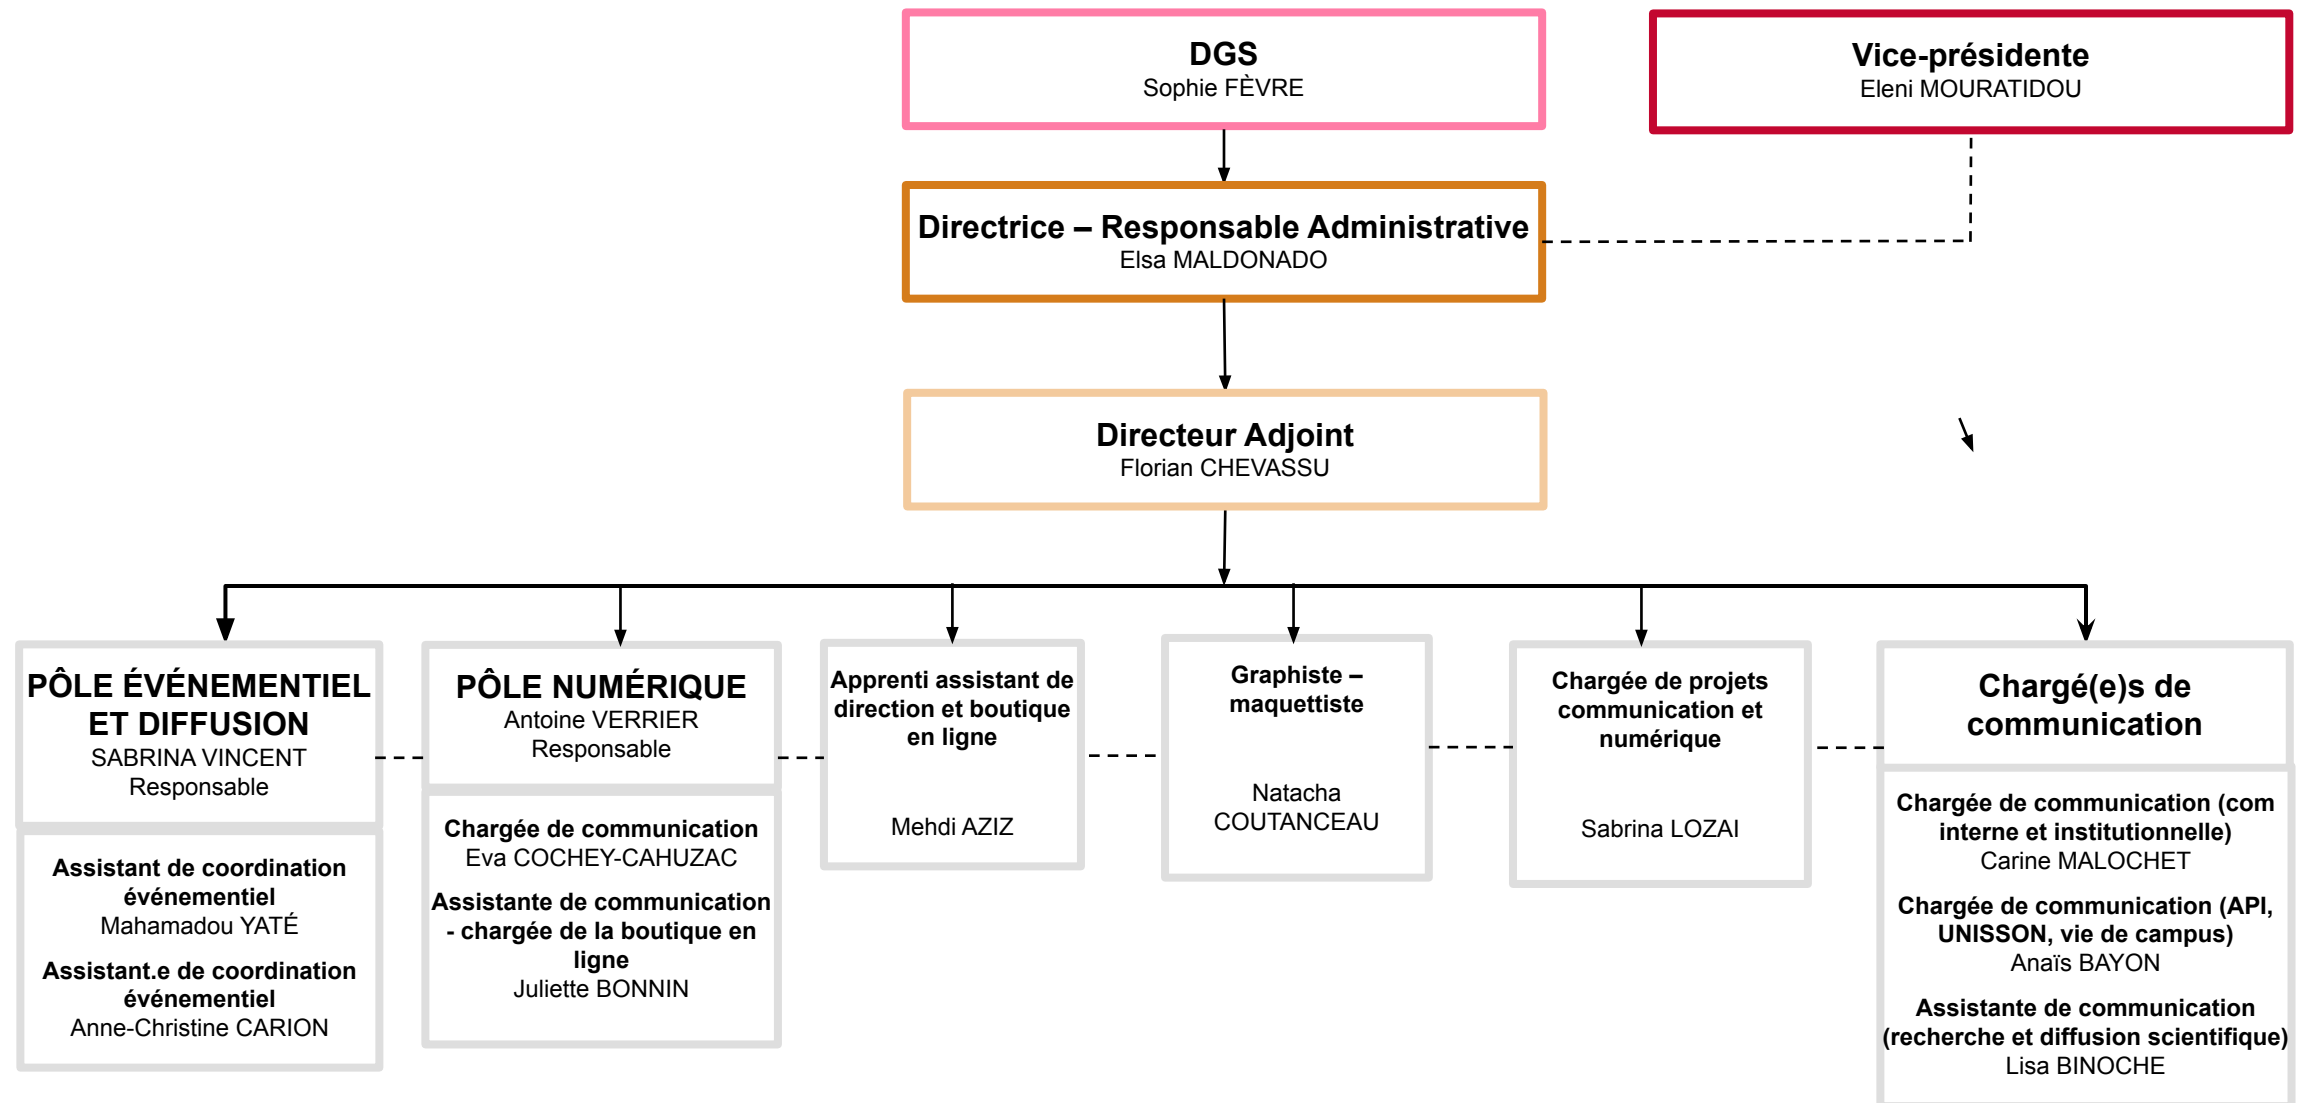 DGS
Sophie FÈVRE
Vice-présidente
Eleni MOURATIDOU
Directrice – Responsable Administrative
Elsa MALDONADO
Directeur Adjoint
Florian CHEVASSU
PÔLE ÉVÉNEMENTIEL
ET DIFFUSION
SABRINA VINCENT
Responsable
Assistant de coordination
événementiel
Mahamadou YATÉ
Assistant.e de coordination
événementiel
Anne-Christine CARION
PÔLE NUMÉRIQUE
Antoine VERRIER
Responsable
Chargée de communication
Eva COCHEY-CAHUZAC
Assistante de communication
- chargée de la boutique en
ligne
Juliette BONNIN
Apprenti assistant de
direction et boutique
en ligne
Mehdi AZIZ
Graphiste –
maquettiste
Natacha
COUTANCEAU
Chargée de projets
communication et
numérique
Sabrina LOZAI
Chargé(e)s de
communication
Chargée de communication (com
interne et institutionnelle)
Carine MALOCHET
Chargée de communication (API,
UNISSON, vie de campus)
Anaïs BAYON
Assistante de communication
(recherche et diffusion scientifique)
Lisa BINOCHE